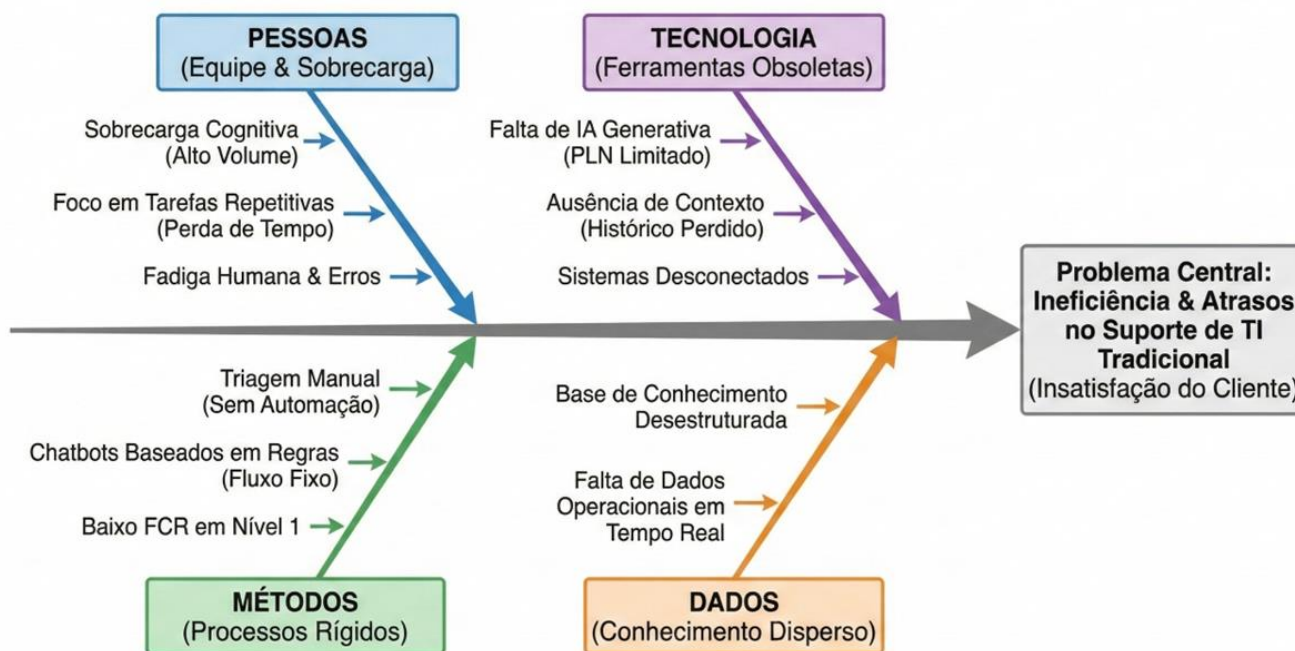 PESSOAS
(Equipe & Sobrecarga)
Sobrecarga Cognitiva
(Alto Volume)
Foco em Tarefas Repetitivas
(Perda de Tempo)
Fadiga Humana & Erros
TECNOLOGIA
(Ferramentas Obsoletas)
Falta de IA Generativa
(PLN Limitado)
Ausência de Contexto
(Histórico Perdido)
Sistemas Desconectados
Problema Central:
Ineficiência & Atrasos
no Suporte de TI
Tradicional
(Insatisfação do Cliente)
Triagem Manual
(Sem Automação)
Chatbots Baseados em Regras
(Fluxo Fixo)
Baixo FCR em Nível 1
MÉTODOS
(Processos Rígidos)
Base de Conhecimento
Desestruturada
Falta de Dados
Operacionais em
Tempo Real
DADOS
(Conhecimento Disperso)